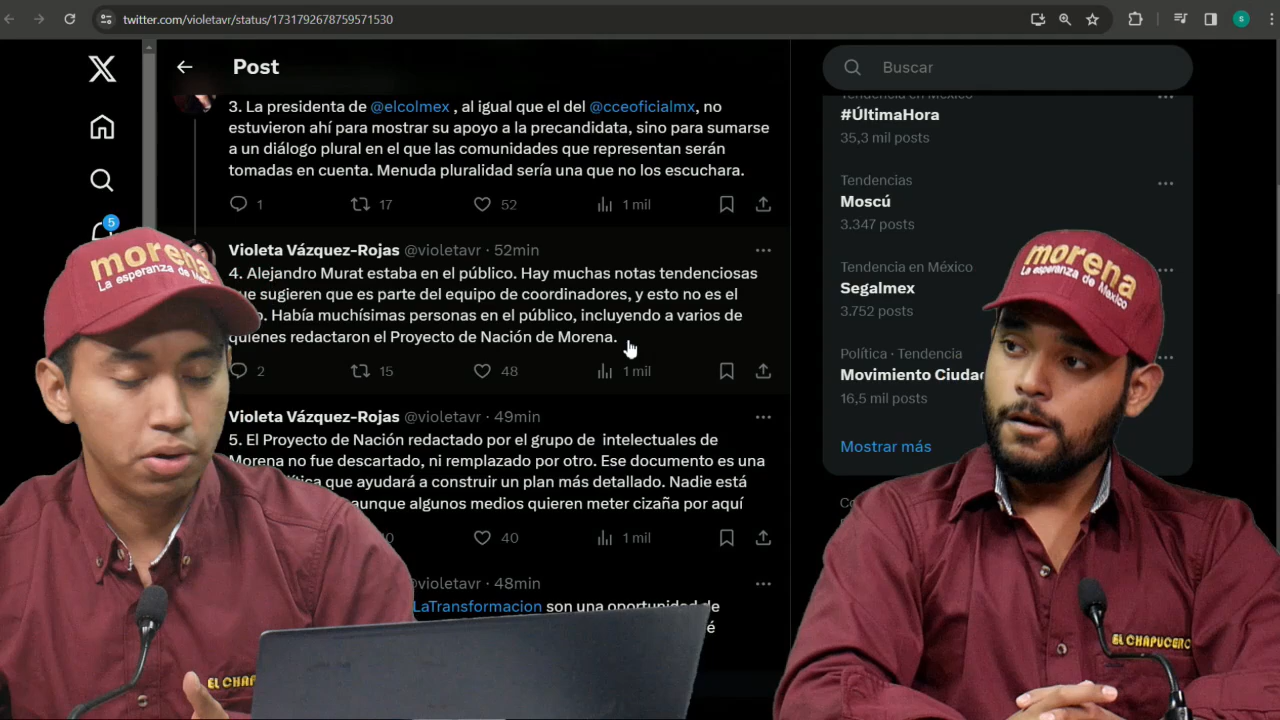 twitter.com/violetavr/status/1731792678759571530
S
Post
Buscar
3. La presidenta de @elcolmex , al igual que el del @cceoficialmx, no
estuvieron ahí para mostrar su apoyo a la precandidata, sino para sumarse
a un diálogo plural en el que las comunidades que representan serán
tomadas en cuenta. Menuda pluralidad sería una que no los escuchara.
1 17 52 1 mil
Violeta Vázquez-Rojas @violetavr · 52min
4. Alejandro Murat estaba en el público. Hay muchas notas tendenciosas
que sugieren que es parte del equipo de coordinadores, y esto no es el
o. Había muchísimas personas en el público, incluyendo a varios de
quienes redactaron el Proyecto de Nación de Morena.
2 15 48 1 mil
Violeta Vázquez-Rojas @violetavr · 49min
5. El Proyecto de Nación redactado por el grupo de intelectuales de
Morena no fue descartado, ni remplazado por otro. Ese documento es una
lítica que ayudará a construir un plan más detallado. Nadie está
aunque algunos medios quieren meter cizaña por aquí
40 1 mil
@violetavr · 48min
LaTransformacion son una oportunidad de
é
#ÚltimaHora
35,3 mil posts
Tendencias
Moscú
3.347 posts
Tendencia en México
Segalmex
3.752 posts
Política · Tendencia
Movimiento Ciudad
16,5 mil posts
Mostrar más
5
morena
La esperanza de Mé
morena
La esperanza de México
EL CHAP
EL CHAPUCERO